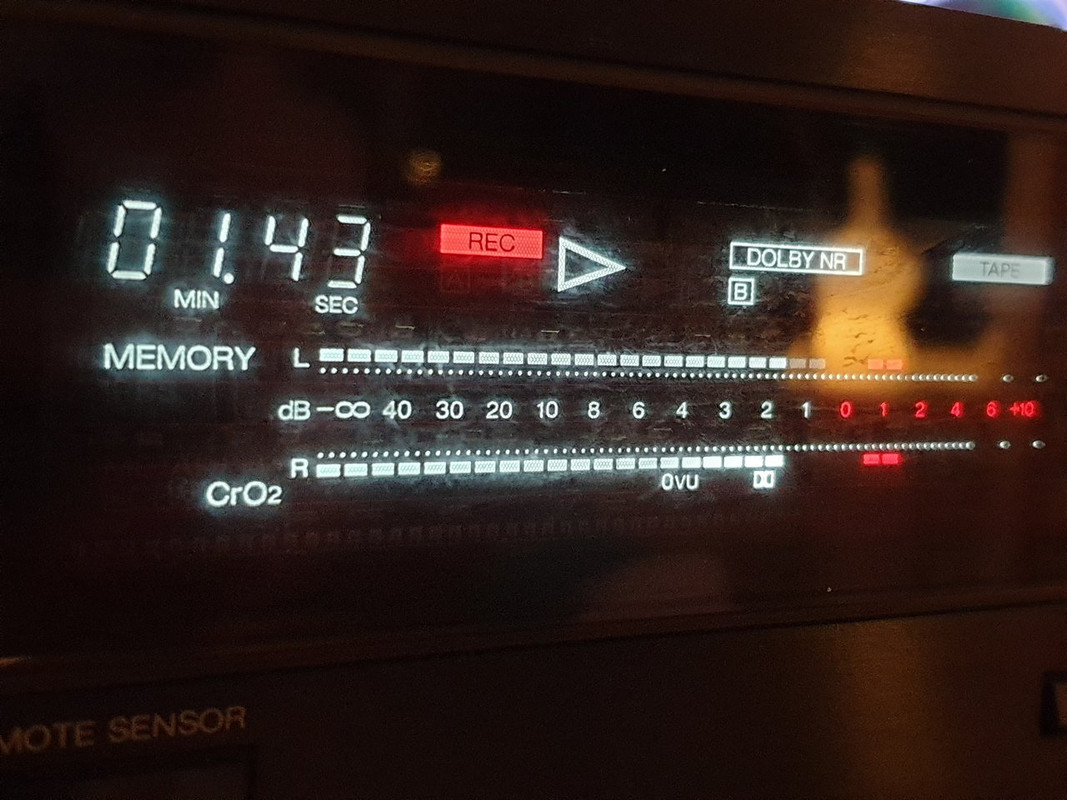 01.43 REC DOLBY NR TAPE
MIN SEC B
MEMORY L
dB -∞ 40 30 20 10 8 6 4 3 2 1 0 1 2 4 6 +10
R
CrO2 0VU
MOTE SENSOR